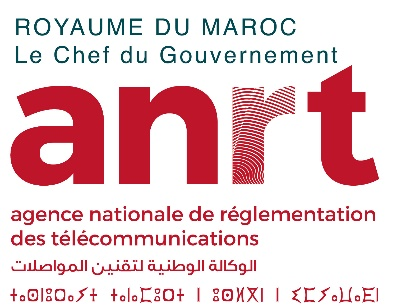 ROYAUME DU MAROC
Le Chef du Gouvernement
anrt
agence nationale de réglementation
des télécommunications
الوكالة الوطنية لتقنين المواصلات